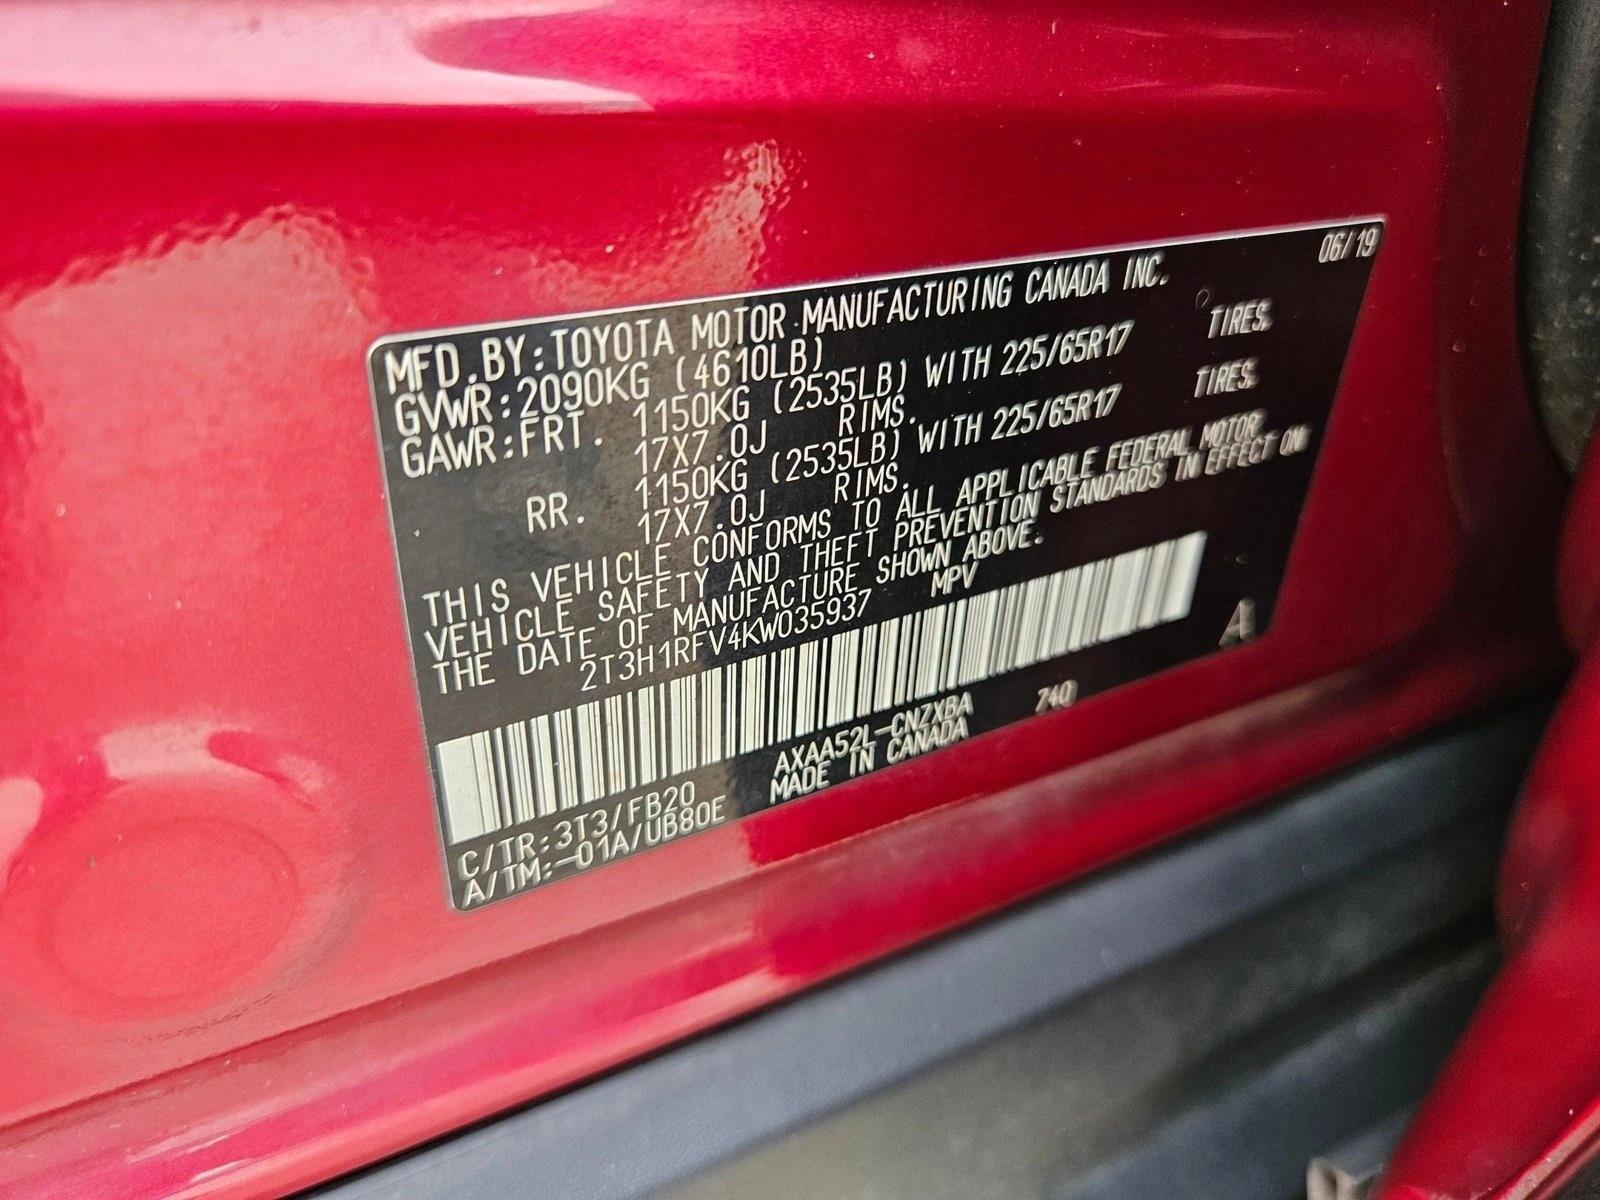 06/19
MFD.BY:TOYOTA MOTOR MANUFACTURING CANADA INC.
GVWR:2090KG (4610LB)
GAWR:FRT. 1150KG (2535LB) WITH 225/65R17 TIRES.
17X7.0J RIMS.
RR. 1150KG (2535LB) WITH 225/65R17 TIRES.
17X7.0J RIMS.
THIS VEHICLE CONFORMS TO ALL APPLICABLE FEDERAL MOTOR
VEHICLE SAFETY AND THEFT PREVENTION STANDARDS IN EFFECT ON
THE DATE OF MANUFACTURE SHOWN ABOVE.
2T3H1RFV4KW035937 MPV
A
C/TR:3T3/FB20 AXAA52L-CNZXBA 740
A/TM:-01A/UB80E MADE IN CANADA